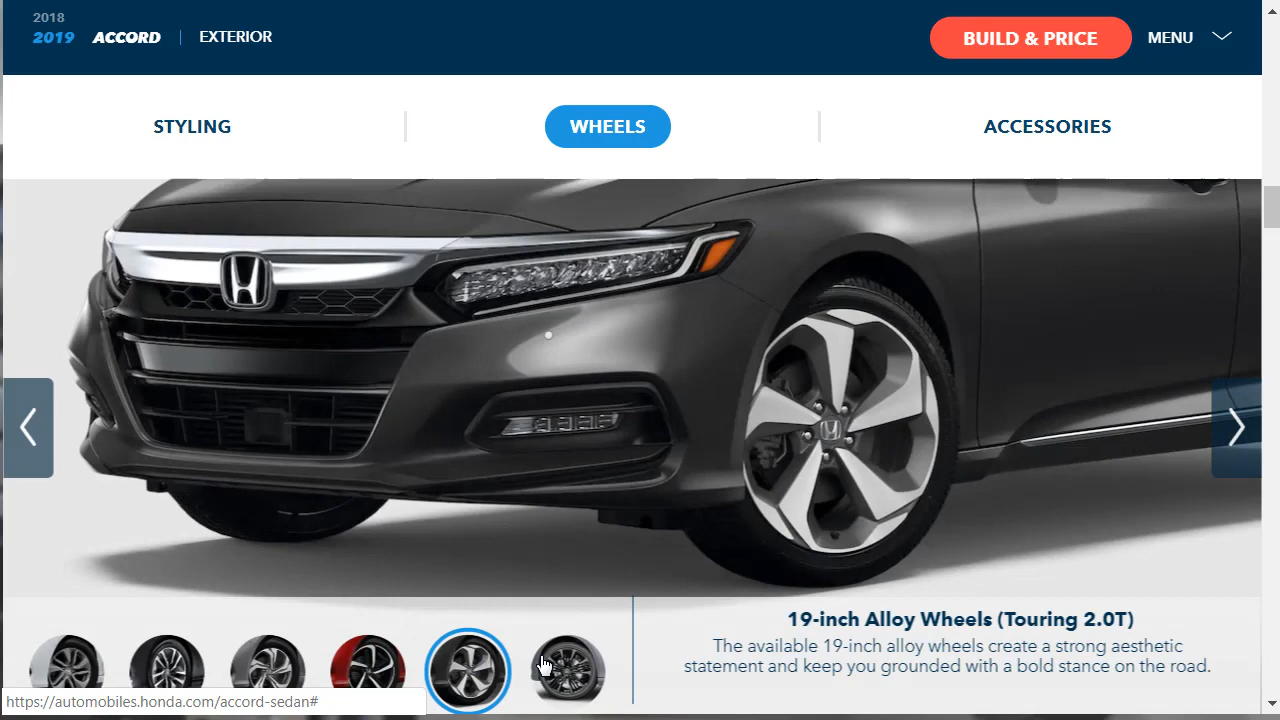 2018
2019 ACCORD | EXTERIOR
BUILD & PRICE
MENU
STYLING
WHEELS
ACCESSORIES
19-inch Alloy Wheels (Touring 2.0T)
The available 19-inch alloy wheels create a strong aesthetic
statement and keep you grounded with a bold stance on the road.
https://automobiles.honda.com/accord-sedan#